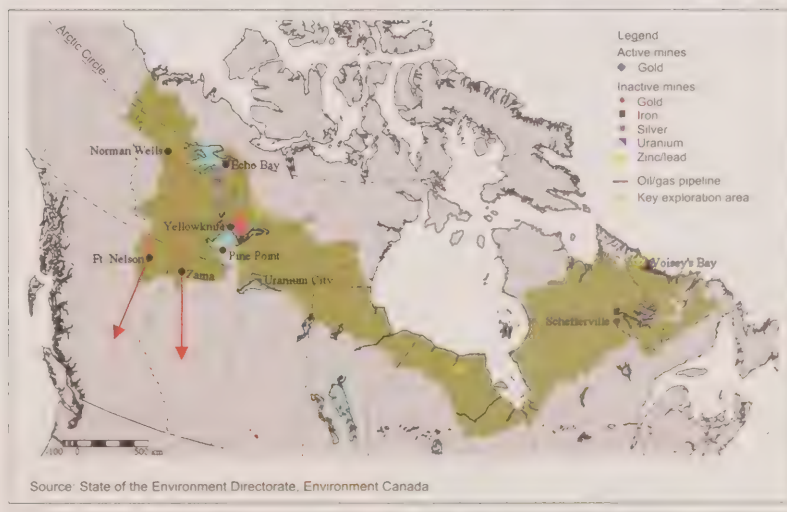 Arctic Circle
Legend
Active mines
Gold
Inactive mines
Gold
Iron
Silver
Uranium
Zinc/lead
Oil/gas pipeline
Key exploration area
Norman Wells
Echo Bay
Yellowknife
Pine Point
Ft. Nelson
Zama
Uranium City
Voisey's Bay
Schefferville
100 0 500
Source: State of the Environment Directorate, Environment Canada